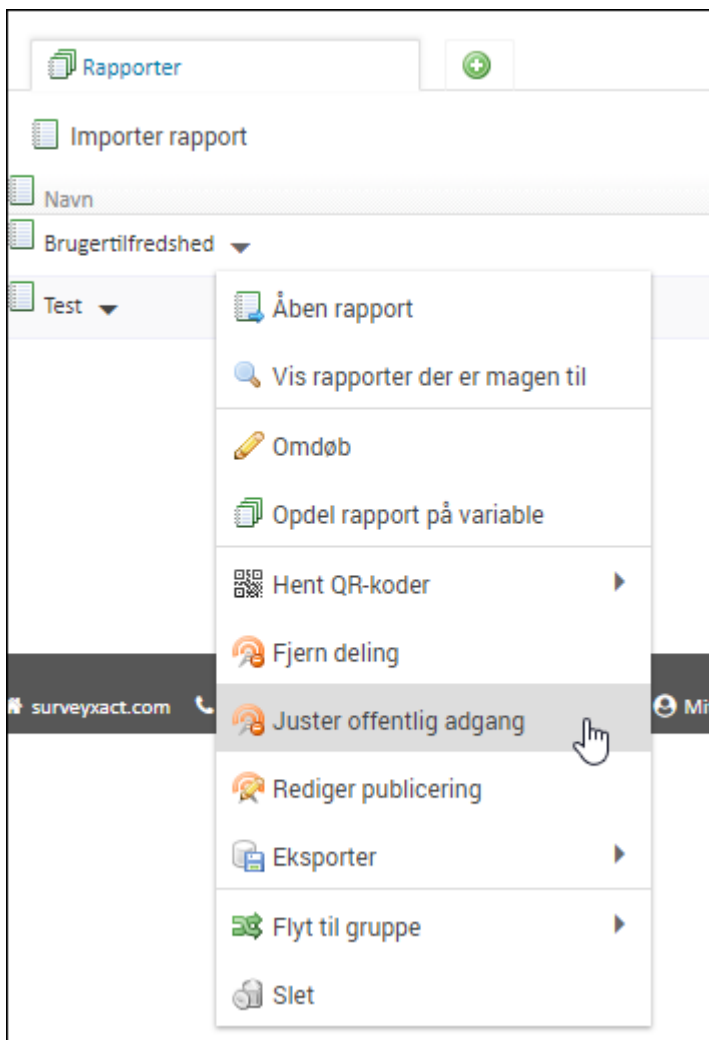 Rapporter
Importer rapport
Navn
Brugertilfredshed
Test
Åben rapport
Vis rapporter der er magen til
Omdøb
Opdel rapport på variable
Hent QR-koder
Fjern deling
surveyxact.com
Juster offentlig adgang
Rediger publicering
Eksporter
Flyt til gruppe
Slet